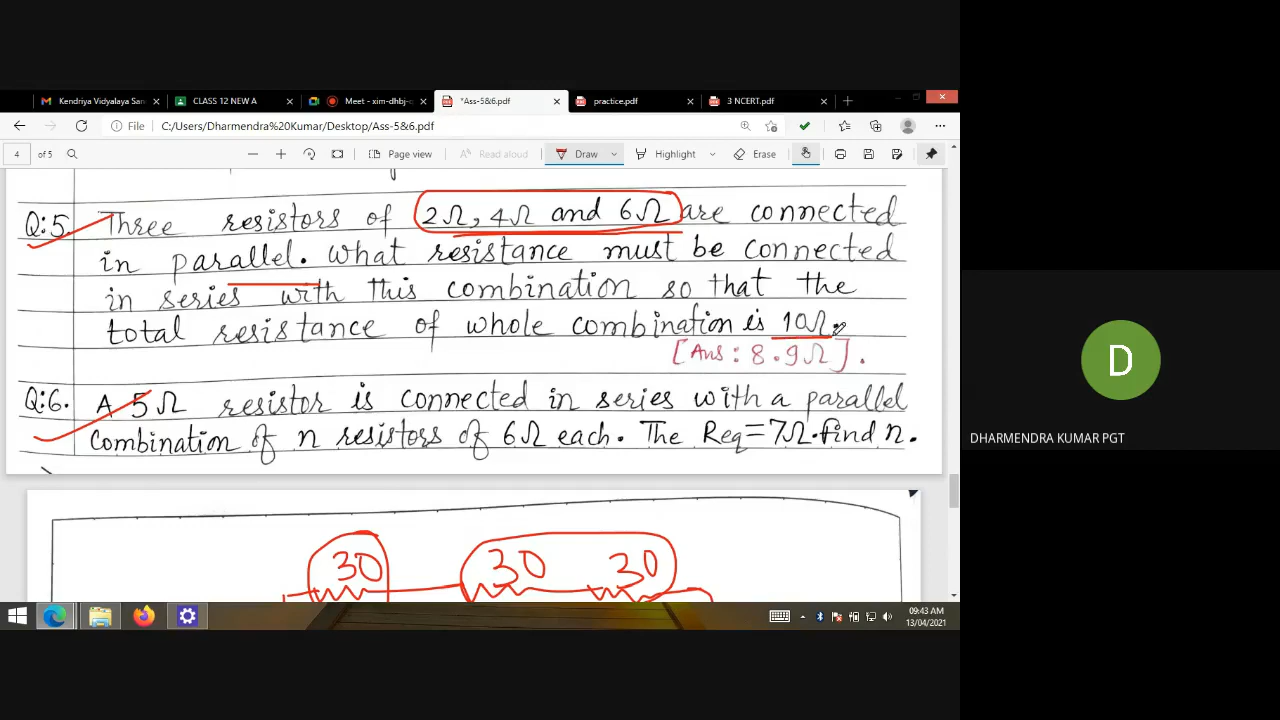 Kendriya Vidyalaya San
CLASS 12 NEW A
Meet - xim-dhbj-c
*Ass-5&6.pdf
practice.pdf
3 NCERT.pdf
File C:/Users/Dharmendra%20Kumar/Desktop/Ass-5&6.pdf
4 of 5
Page view
Read aloud
Draw
Highlight
Erase
Q:5. Three resistors of 2Ω, 4Ω and 6Ω are connected
in parallel. What resistance must be connected
in series with this combination so that the
total resistance of whole combination is 10Ω.
[Ans: 8.9Ω].
Q:6. A 5Ω resistor is connected in series with a parallel
Combination of n resistors of 6Ω each. The Req=7Ω.find n.
30 30 30
D
DHARMENDRA KUMAR PGT
09:43 AM
13/04/2021